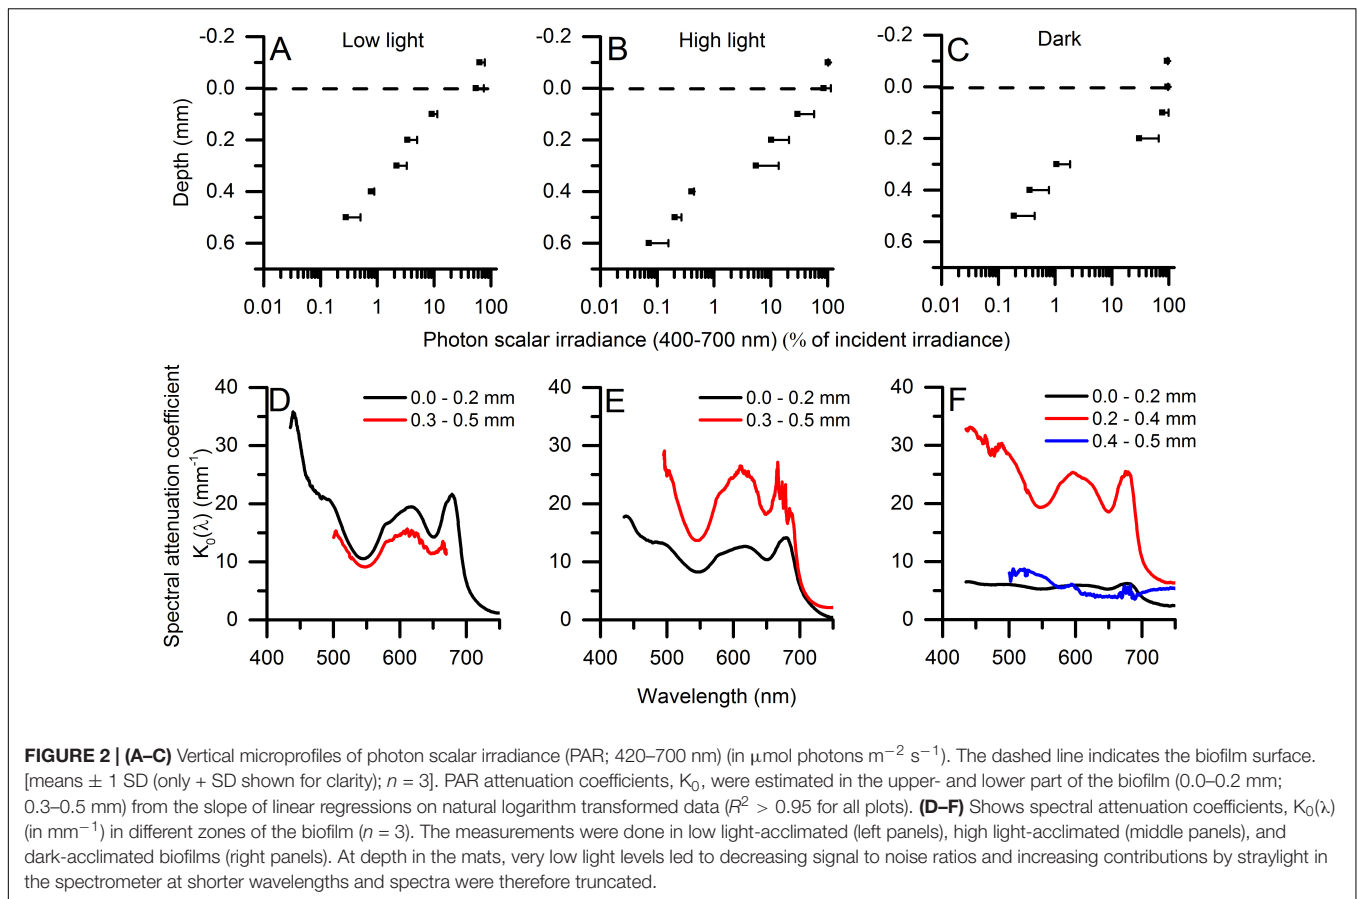 A Low light
B High light
C Dark
Depth (mm)
-0.2
0.0
0.2
0.4
0.6
-0.2
0.0
0.2
0.4
0.6
-0.2
0.0
0.2
0.4
0.6
0.01 0.1 1 10 100
0.01 0.1 1 10 100
0.01 0.1 1 10 100
Photon scalar irradiance (400-700 nm) (% of incident irradiance)
Spectral attenuation coefficient
K₀(λ) (mm⁻¹)
D
0.0 - 0.2 mm
0.3 - 0.5 mm
40
30
20
10
0
400 500 600 700
E
0.0 - 0.2 mm
0.3 - 0.5 mm
40
30
20
10
0
400 500 600 700
F
0.0 - 0.2 mm
0.2 - 0.4 mm
0.4 - 0.5 mm
40
30
20
10
0
400 500 600 700
Wavelength (nm)
FIGURE 2 | (A–C) Vertical microprofiles of photon scalar irradiance (PAR; 420–700 nm) (in μmol photons m⁻² s⁻¹). The dashed line indicates the biofilm surface.
[means ± 1 SD (only + SD shown for clarity); n = 3]. PAR attenuation coefficients, K₀, were estimated in the upper- and lower part of the biofilm (0.0–0.2 mm;
0.3–0.5 mm) from the slope of linear regressions on natural logarithm transformed data (R² > 0.95 for all plots). (D–F) Shows spectral attenuation coefficients, K₀(λ)
(in mm⁻¹) in different zones of the biofilm (n = 3). The measurements were done in low light-acclimated (left panels), high light-acclimated (middle panels), and
dark-acclimated biofilms (right panels). At depth in the mats, very low light levels led to decreasing signal to noise ratios and increasing contributions by straylight in
the spectrometer at shorter wavelengths and spectra were therefore truncated.